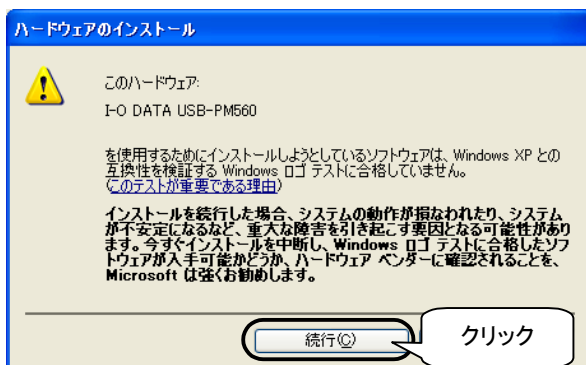 ハードウェアのインストール
このハードウェア:
I-O DATA USB-PM560
を使用するためにインストールしようとしているソフトウェアは、Windows XP との
互換性を検証する Windows ロゴ テストに合格していません。
(このテストが重要である理由)
インストールを続行した場合、システムの動作が損なわれたり、システム
が不安定になるなど、重大な障害を引き起こす要因となる可能性があり
ます。今すぐインストールを中断し、Windows ロゴ テストに合格したソフ
トウェアが入手可能かどうか、ハードウェア ベンダーに確認されることを、
Microsoft は強くお勧めします。
続行(C)
クリック